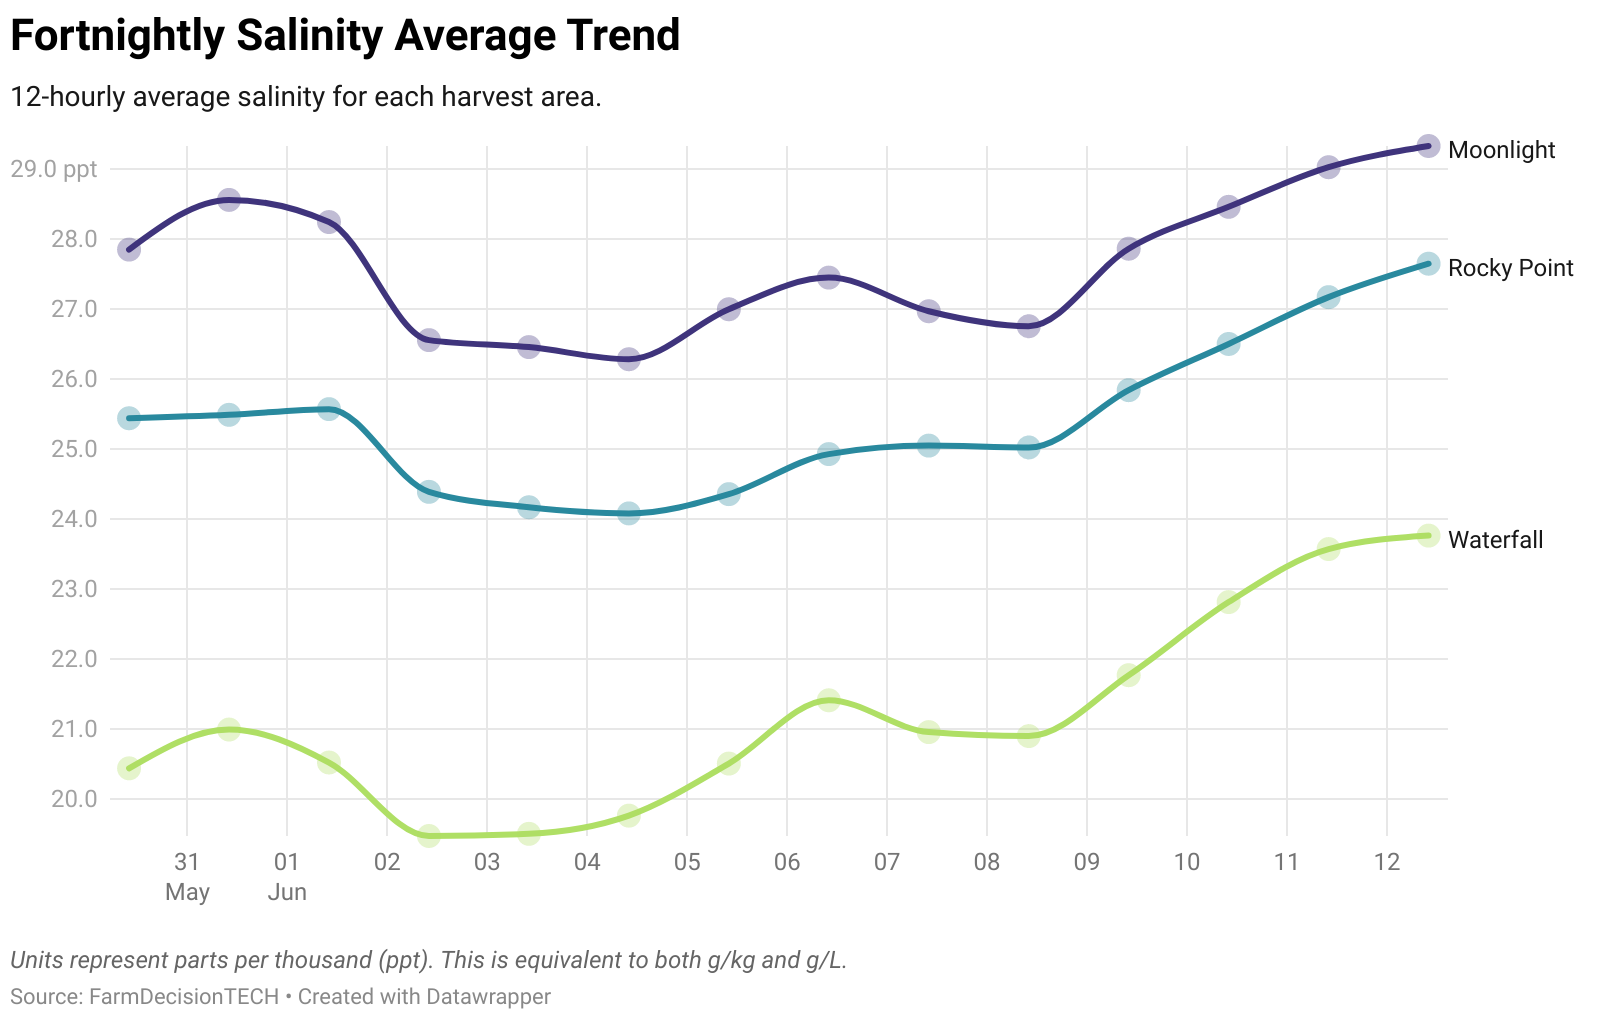 Fortnightly Salinity Average Trend
12-hourly average salinity for each harvest area.
29.0 ppt
28.0
27.0
26.0
25.0
24.0
23.0
22.0
21.0
20.0
Moonlight
Rocky Point
Waterfall
31 01 02 03 04 05 06 07 08 09 10 11 12
May Jun
Units represent parts per thousand (ppt). This is equivalent to both g/kg and g/L.
Source: FarmDecisionTECH • Created with Datawrapper